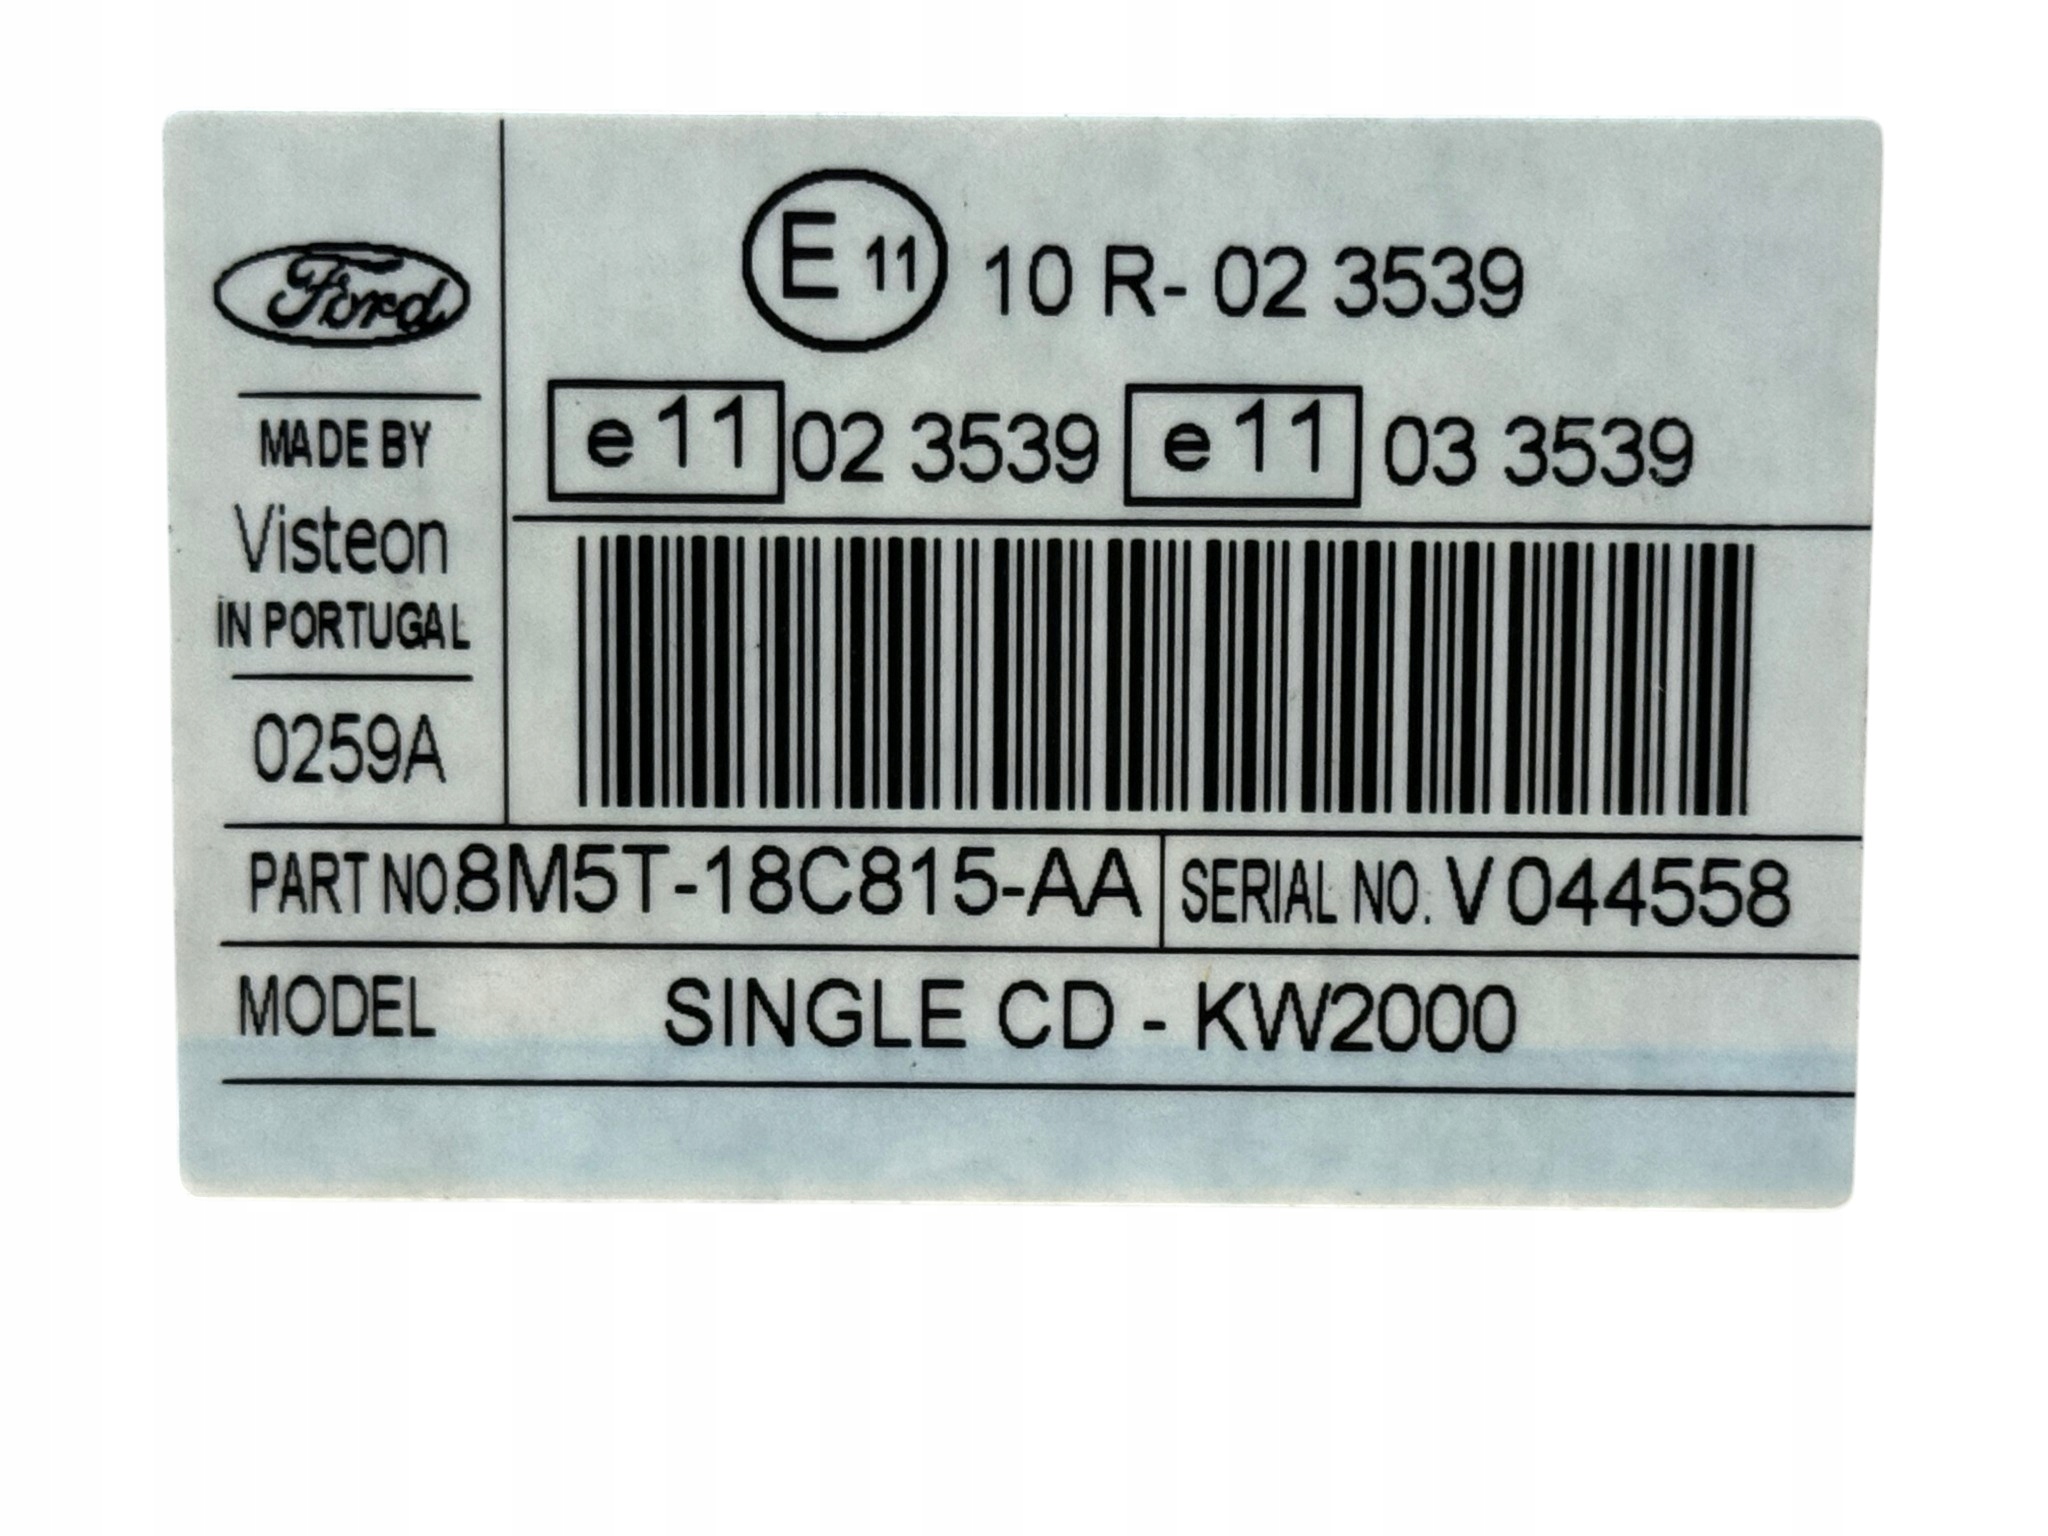 Ford
MADE BY
Visteon
IN PORTUGAL
0259A
E 11 10 R- 02 3539
e 11 02 3539 e 11 03 3539
PART NO. 8M5T-18C815-AA SERIAL NO. V044558
MODEL SINGLE CD - KW2000